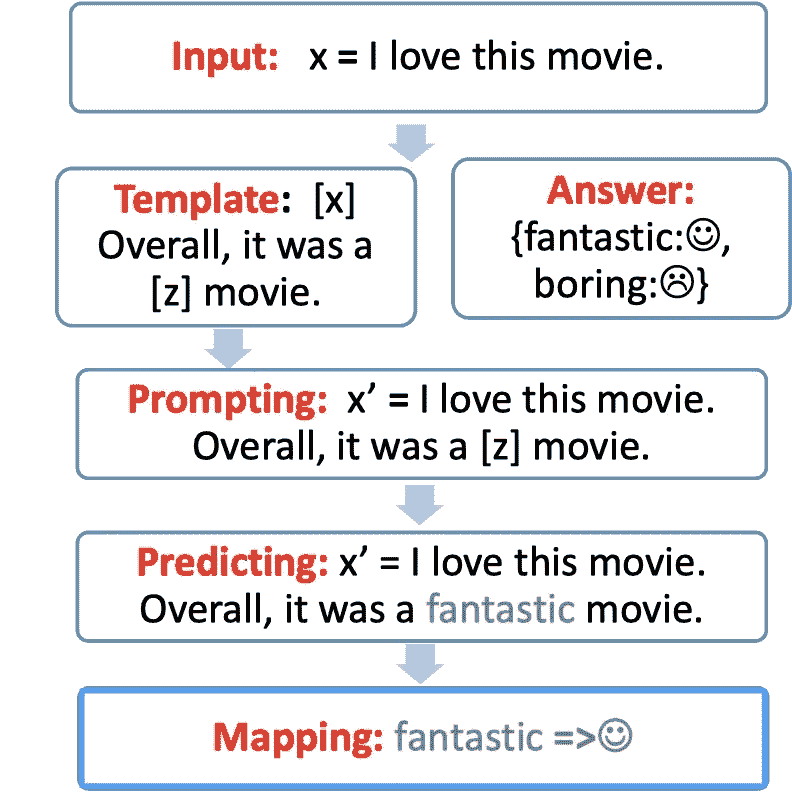 Input: x = I love this movie.
Template: [x]
Overall, it was a
[z] movie.
Answer:
{fantastic:☺,
boring:☹}
Prompting: x’ = I love this movie.
Overall, it was a [z] movie.
Predicting: x’ = I love this movie.
Overall, it was a fantastic movie.
Mapping: fantastic =>☺